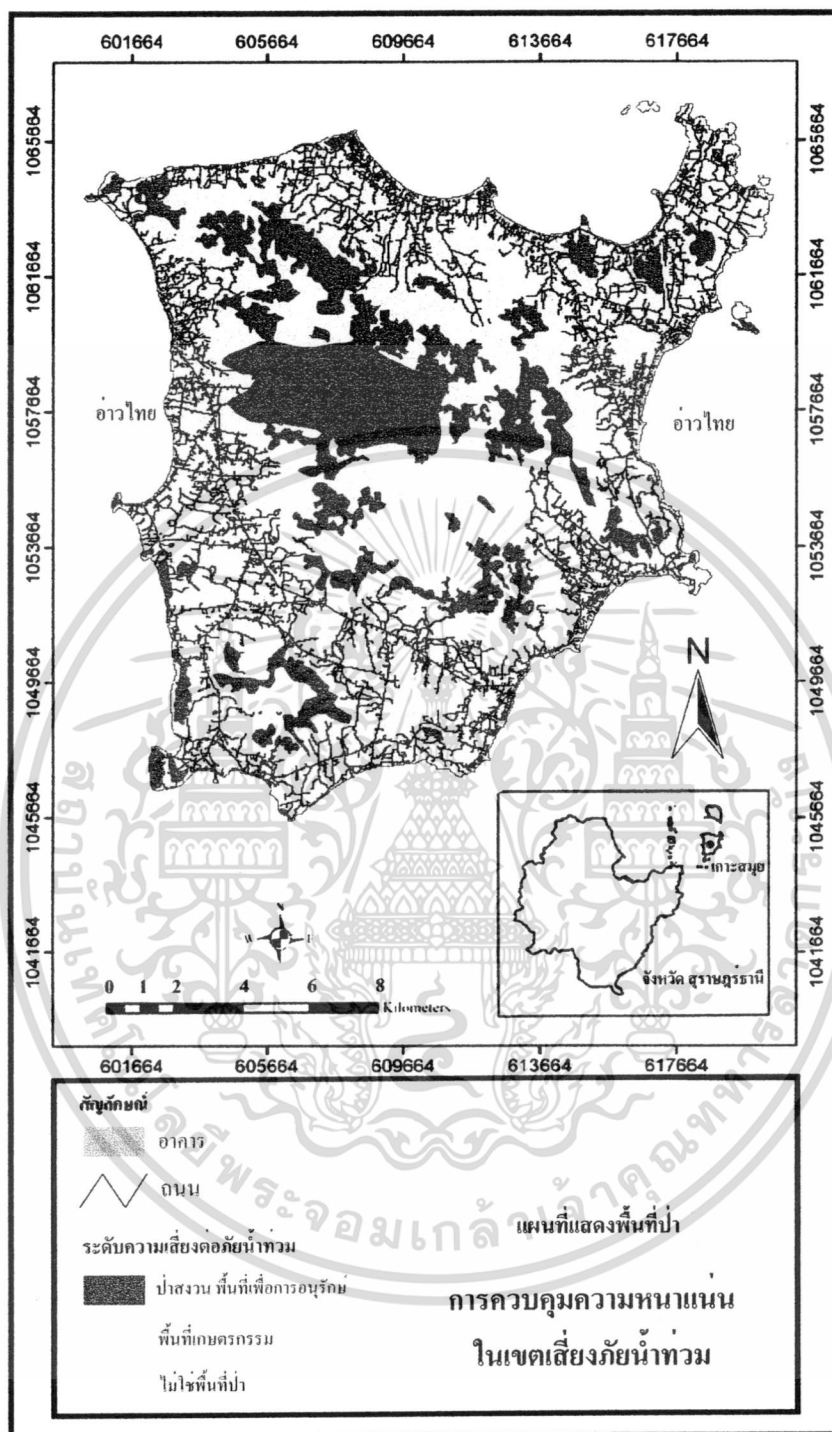 601664 605664 609664 613664 617664
1065664 1065664
1061664 1061664
1057664 1057664
อ่าวไทย อ่าวไทย
1053664 1053664
N
1049664 1049664
1045664 1045664
เกาะสมุย
1041664 1041664
จังหวัด สุราษฎร์ธานี
0 1 2 4 6 8
Kilometers
601664 605664 609664 613664 617664
สัญลักษณ์
อาคาร
ถนน
ระดับความเสี่ยงต่อภัยน้ำท่วม
ป่าสงวน พื้นที่เพื่อการอนุรักษ์
พื้นที่เกษตรกรรม
ไม่ใช่พื้นที่ป่า
แผนที่แสดงพื้นที่ป่า
การควบคุมความหนาแน่น
ในเขตเสี่ยงภัยน้ำท่วม